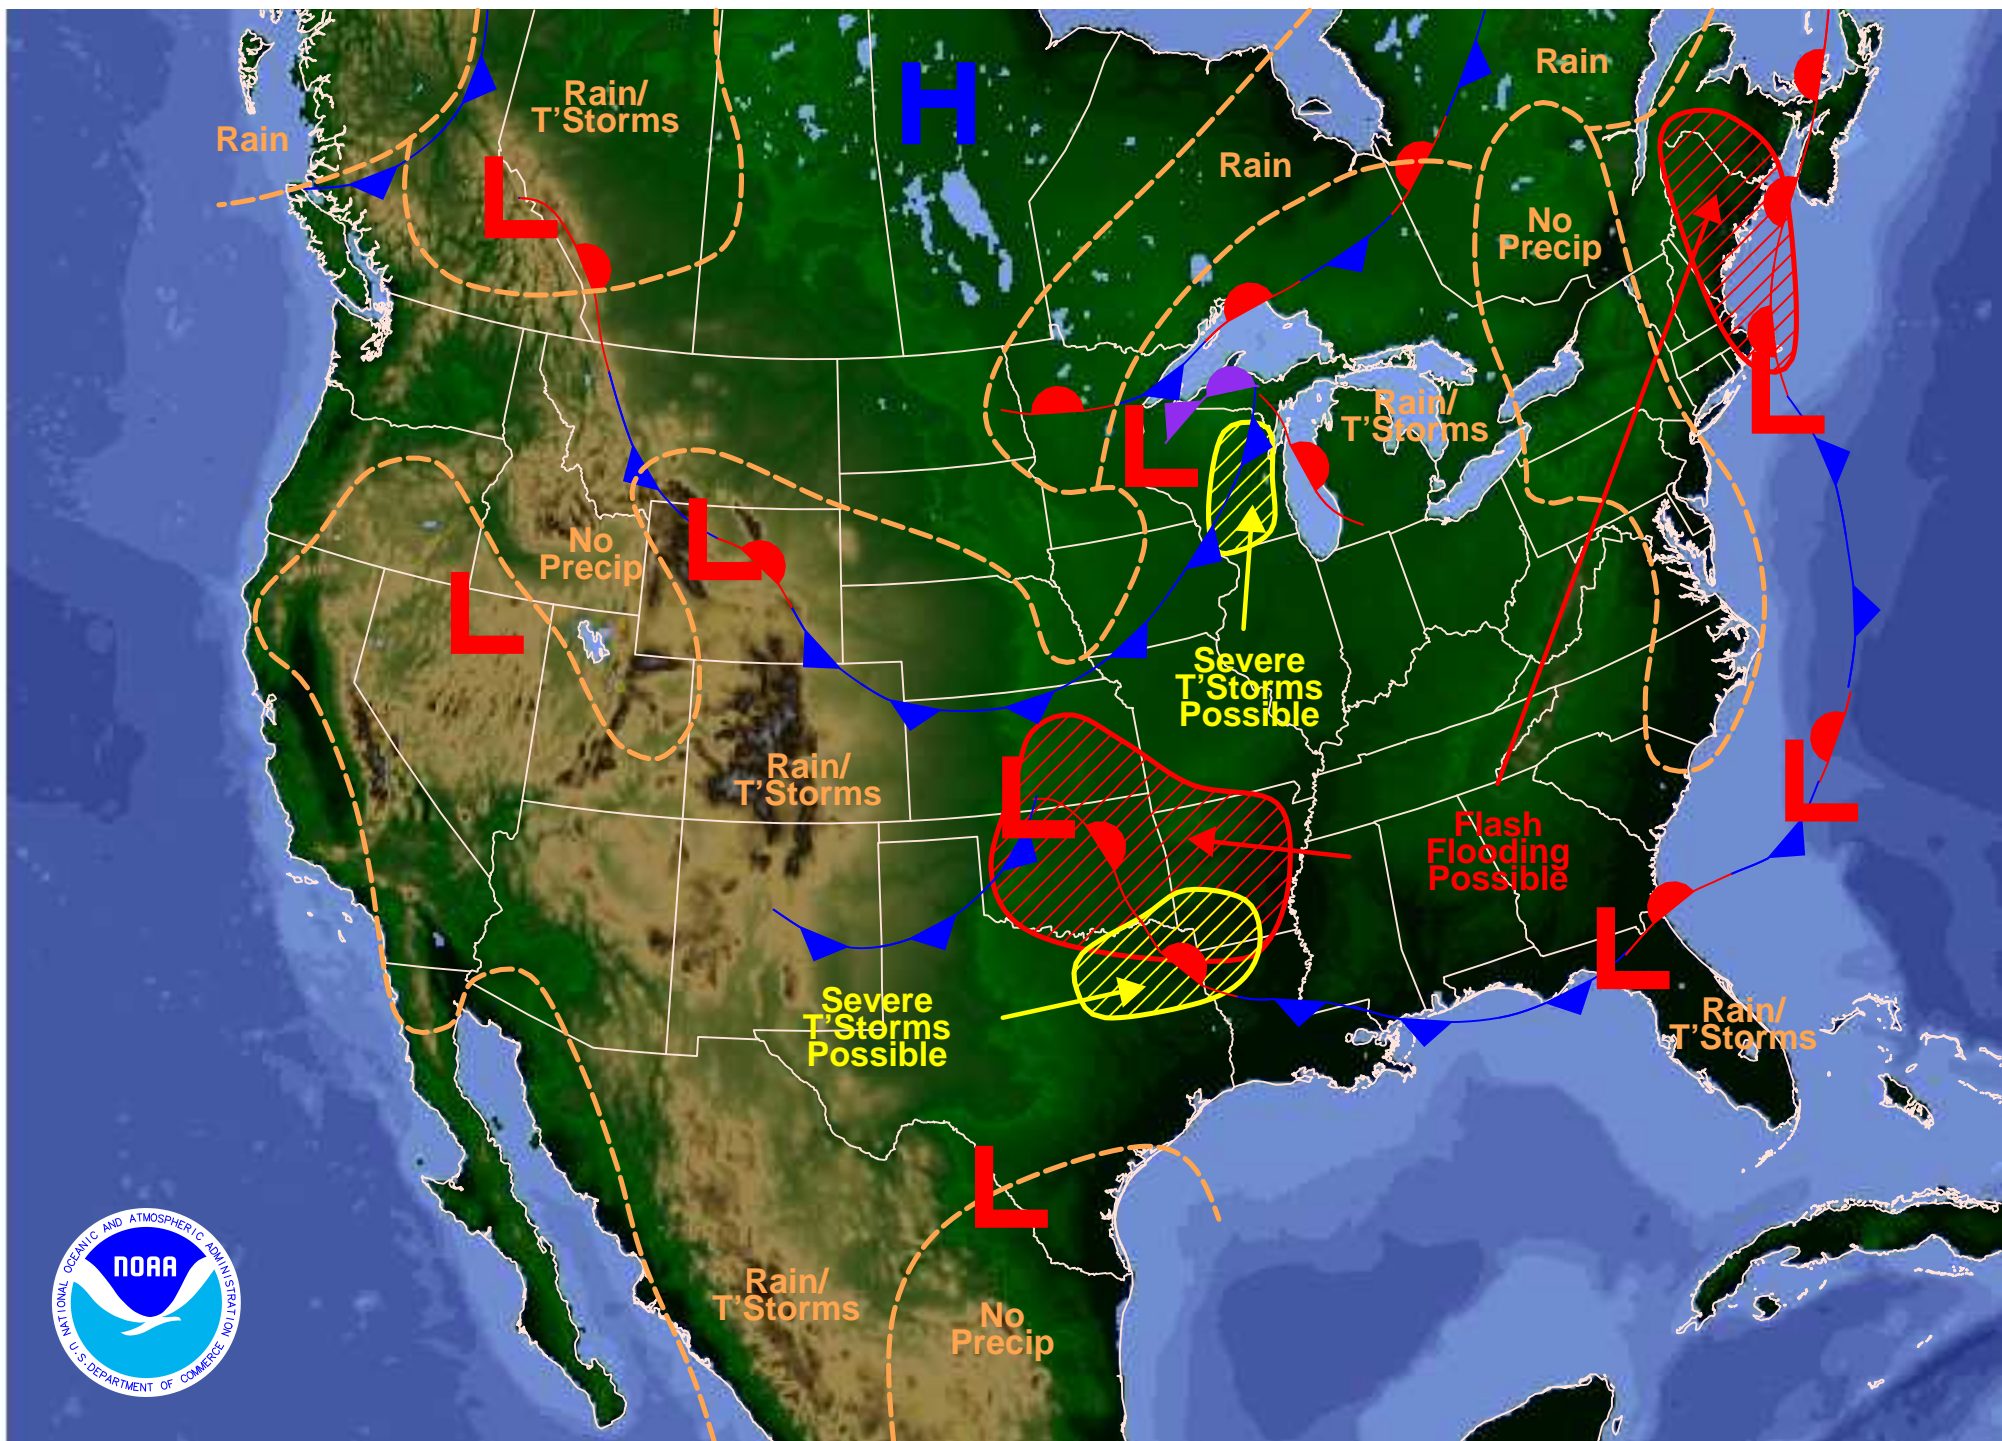 Rain
Rain/
T'Storms
H
Rain
Rain
No
Precip
L
L
Rain/
T'Storms
L
L
No
Precip
L
L
Severe
T'Storms
Possible
Rain/
T'Storms
L
L
Flash
Flooding
Possible
L
Severe
T'Storms
Possible
Rain/
T'Storms
L
Rain/
T'Storms
No
Precip
NATIONAL OCEANIC AND ATMOSPHERIC ADMINISTRATION
NOAA
U.S. DEPARTMENT OF COMMERCE